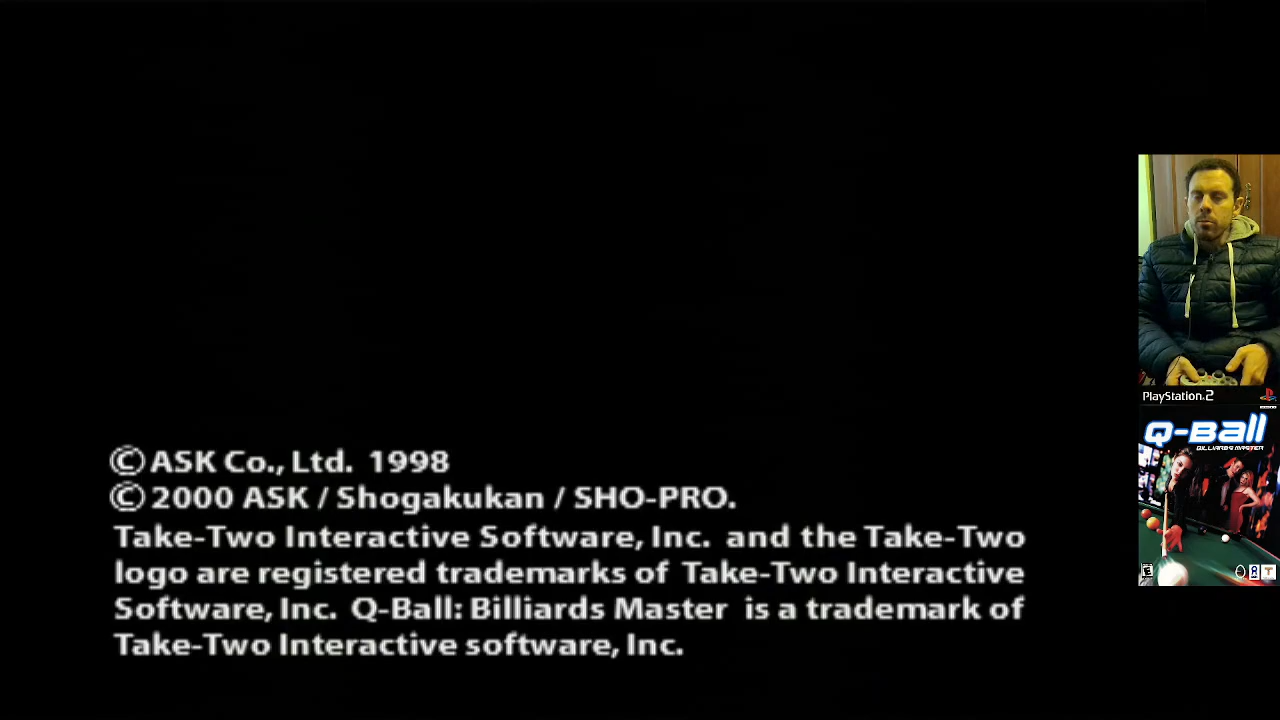 © ASK Co., Ltd. 1998
© 2000 ASK / Shogakukan / SHO-PRO.
Take-Two Interactive Software, Inc. and the Take-Two
logo are registered trademarks of Take-Two Interactive
Software, Inc. Q-Ball: Billiards Master is a trademark of
Take-Two Interactive software, Inc.
PlayStation.2
Q-Ball
BILLIARDS MASTER